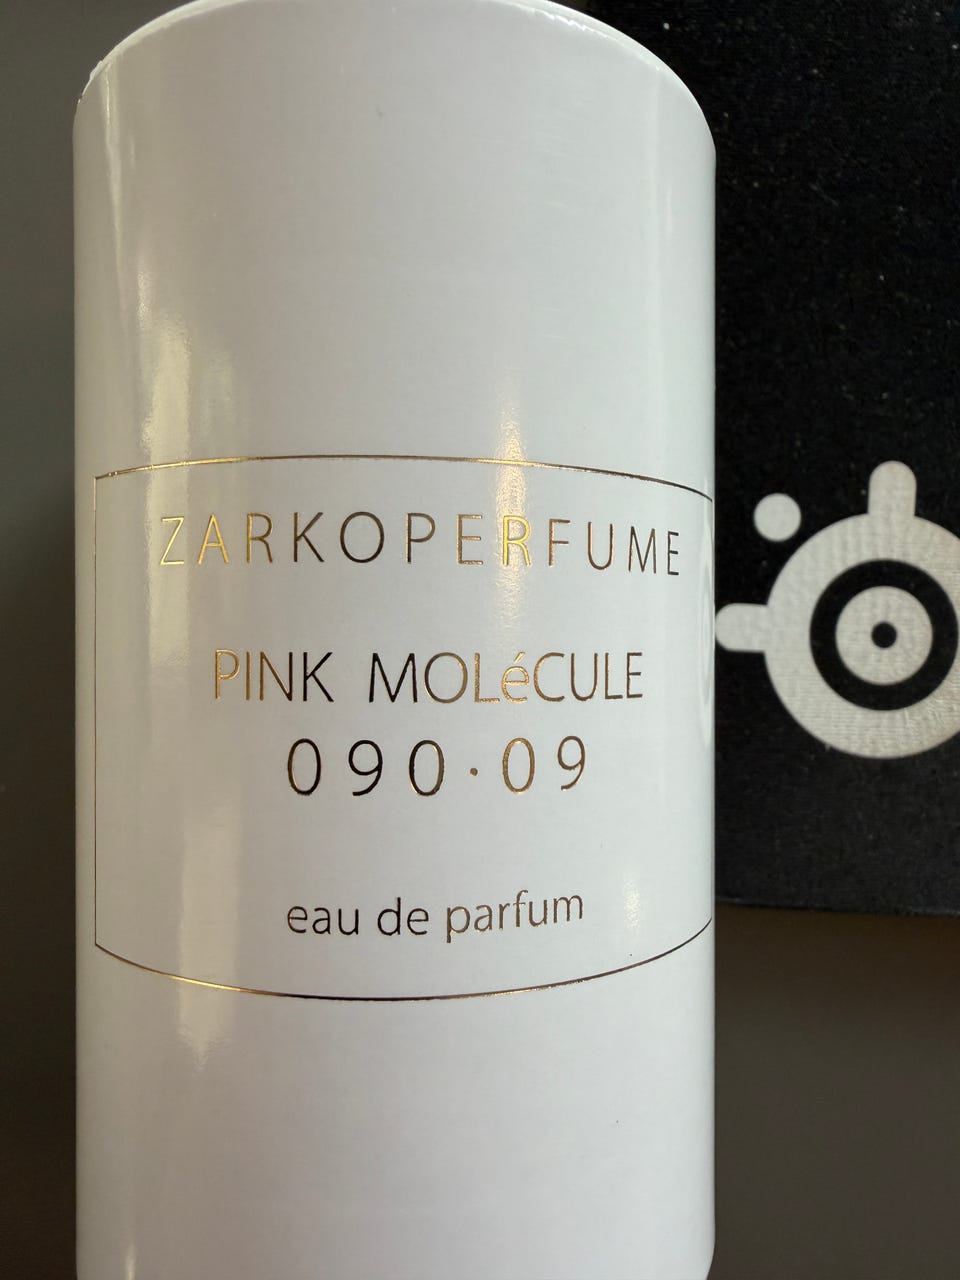 ZARKOPERFUME
PINK MOLéCULE
090·09
eau de parfum